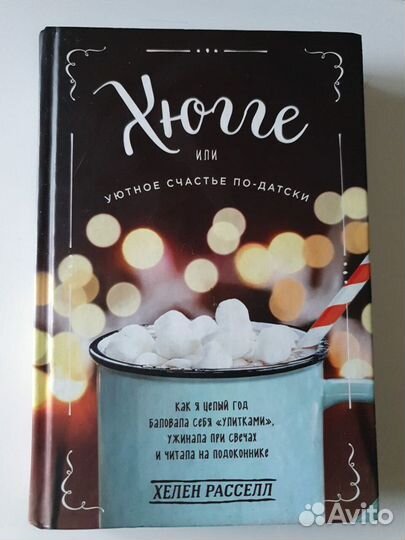 Хюгге
или
уютное счастье по-датски
как я целый год
баловала себя «улитками»,
ужинала при свечах
и читала на подоконнике
Хелен Расселл
Avito